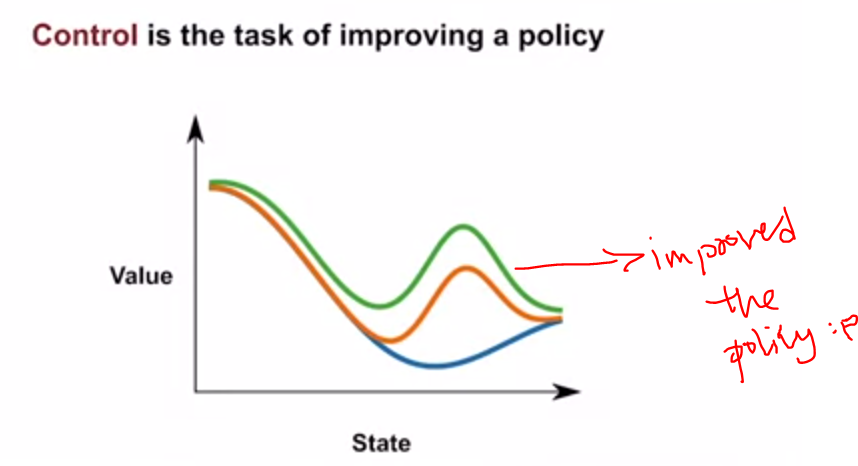 Control is the task of improving a policy
Value
improved
the
policy :P
State